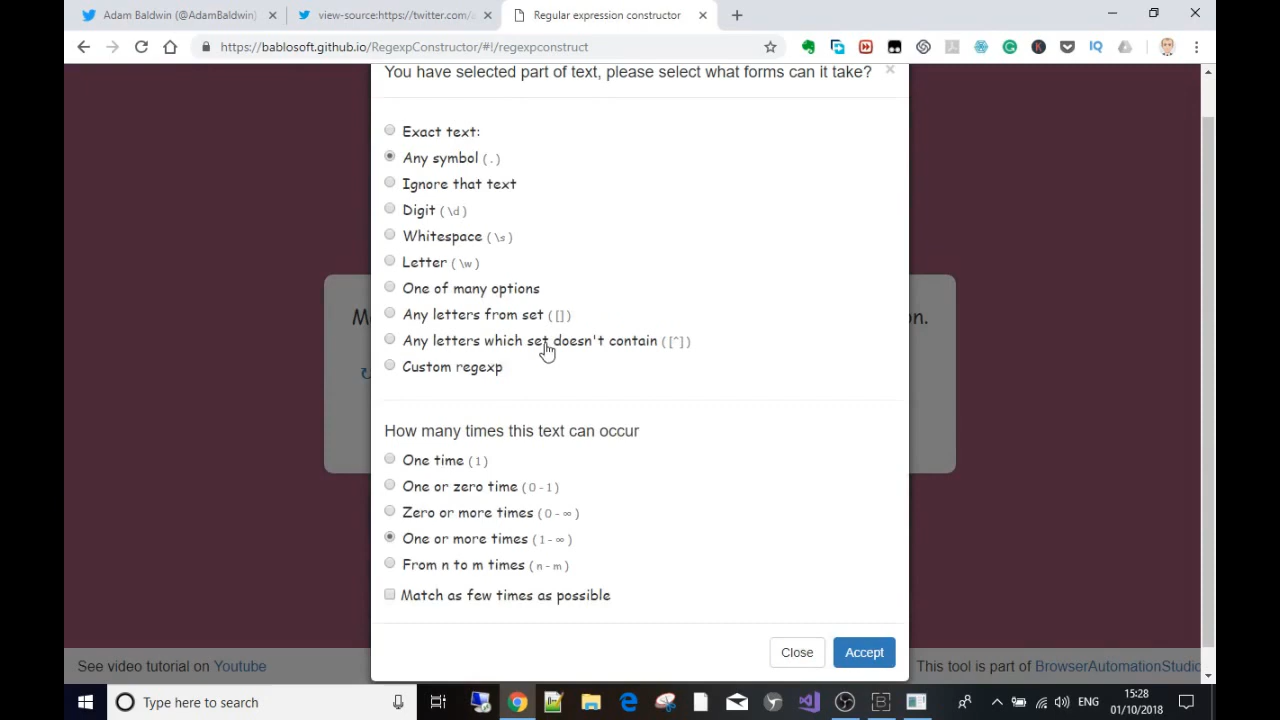 Adam Baldwin (@AdamBaldwin)
view-source:https://twitter.com/
Regular expression constructor
https://bablosoft.github.io/RegexpConstructor/#!/regexpconstruct
You have selected part of text, please select what forms can it take?
Exact text:
Any symbol (.)
Ignore that text
Digit (\d)
Whitespace (\s)
Letter (\w)
One of many options
Any letters from set ([])
Any letters which set doesn't contain ([^])
Custom regexp
How many times this text can occur
One time (1)
One or zero time (0-1)
Zero or more times (0-∞)
One or more times (1-∞)
From n to m times (n-m)
Match as few times as possible
Close
Accept
See video tutorial on Youtube
This tool is part of BrowserAutomationStudio
Type here to search
ENG
15:28
01/10/2018